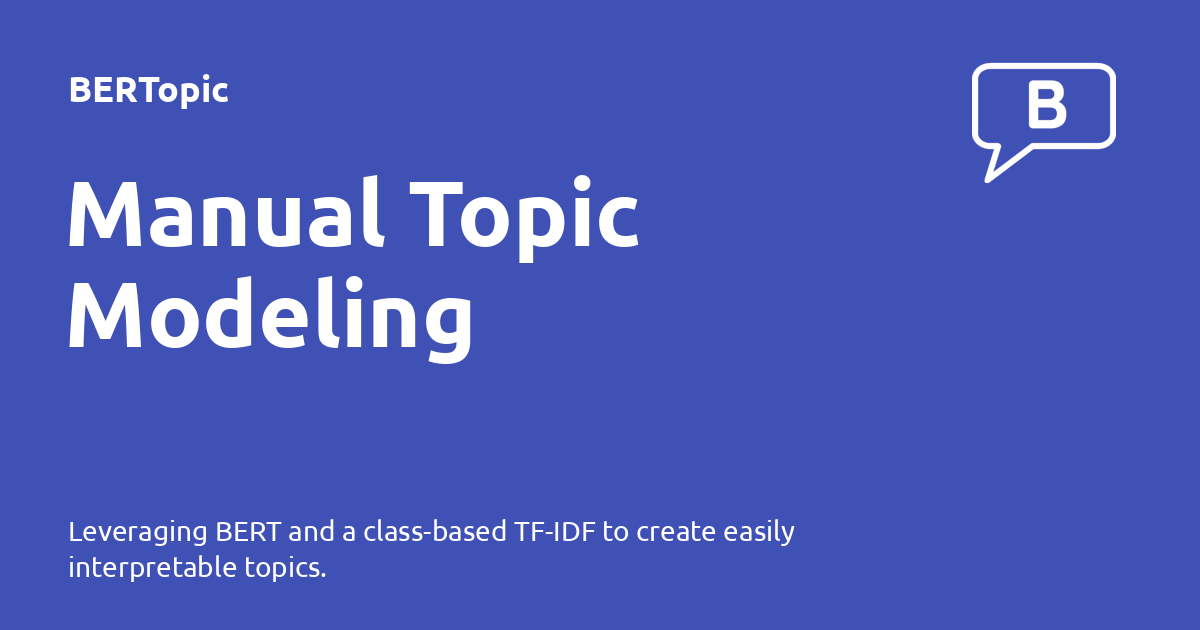 BERTopic
B
Manual Topic
Modeling
Leveraging BERT and a class-based TF-IDF to create easily
interpretable topics.